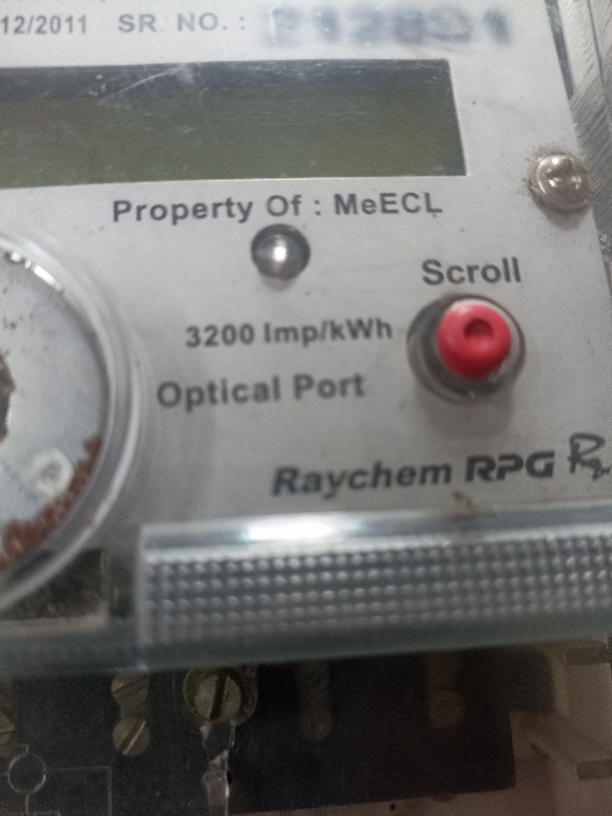 12/2011 SR. NO. :
Property Of : MeECL
Scroll
3200 Imp/kWh
Optical Port
Raychem RPG